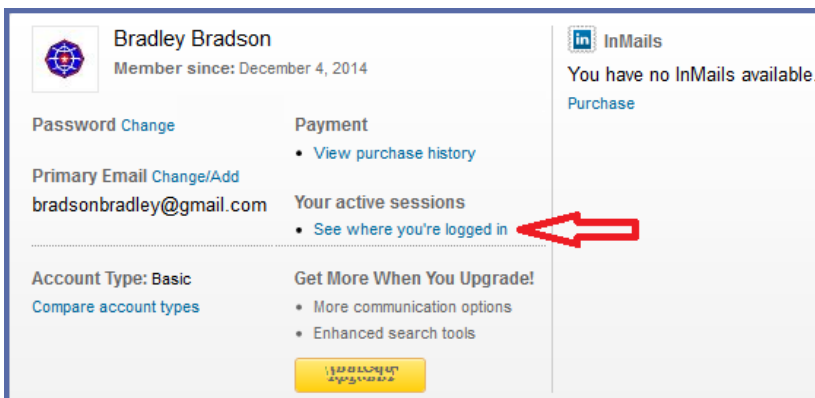 Bradley Bradson
Member since: December 4, 2014
Password Change
Primary Email Change/Add
bradsonbradley@gmail.com
Account Type: Basic
Compare account types
Payment
• View purchase history
Your active sessions
• See where you're logged in
Get More When You Upgrade!
• More communication options
• Enhanced search tools
in InMails
You have no InMails available.
Purchase